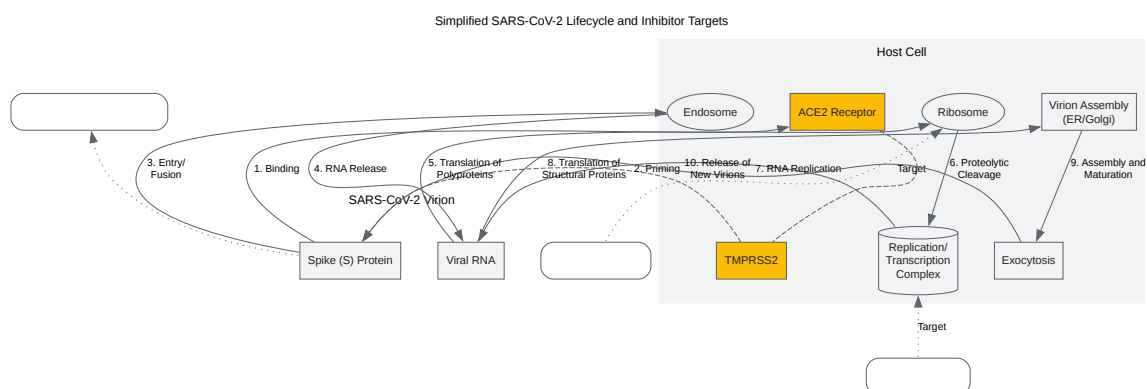 Simplified SARS-CoV-2 Lifecycle and Inhibitor Targets
Host Cell
Endosome
ACE2 Receptor
Ribosome
Virion Assembly
(ER/Golgi)
3. Entry/
Fusion
1. Binding
4. RNA Release
5. Translation of
Polyproteins
8. Translation of
Structural Proteins
2. Priming
10. Release of
New Virions
7. RNA Replication
Target
6. Proteolytic
Cleavage
9. Assembly and
Maturation
SARS-CoV-2 Virion
Spike (S) Protein
Viral RNA
TMPRSS2
Replication/
Transcription
Complex
Exocytosis
Target